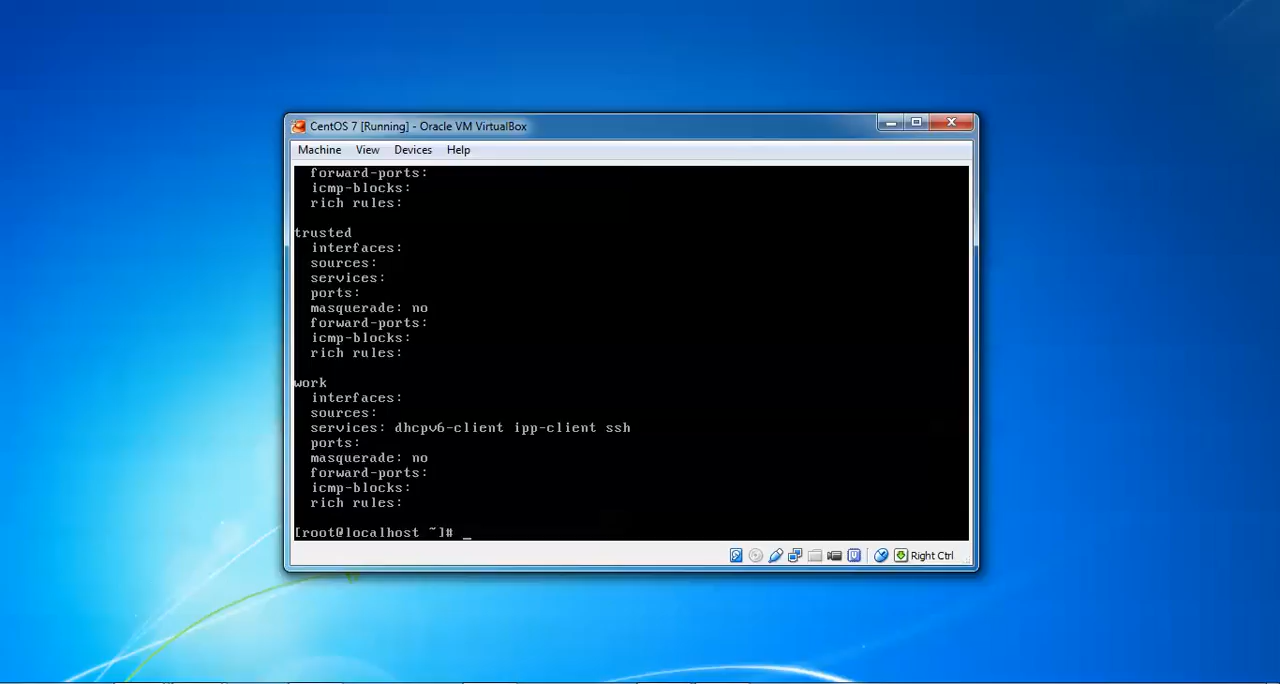 CentOS 7 [Running] - Oracle VM VirtualBox
Machine View Devices Help
forward-ports:
icmp-blocks:
rich rules:
trusted
interfaces:
sources:
services:
ports:
masquerade: no
forward-ports:
icmp-blocks:
rich rules:
work
interfaces:
sources:
services: dhcpv6-client ipp-client ssh
ports:
masquerade: no
forward-ports:
icmp-blocks:
rich rules:
[root@localhost ~]# _
Right Ctrl